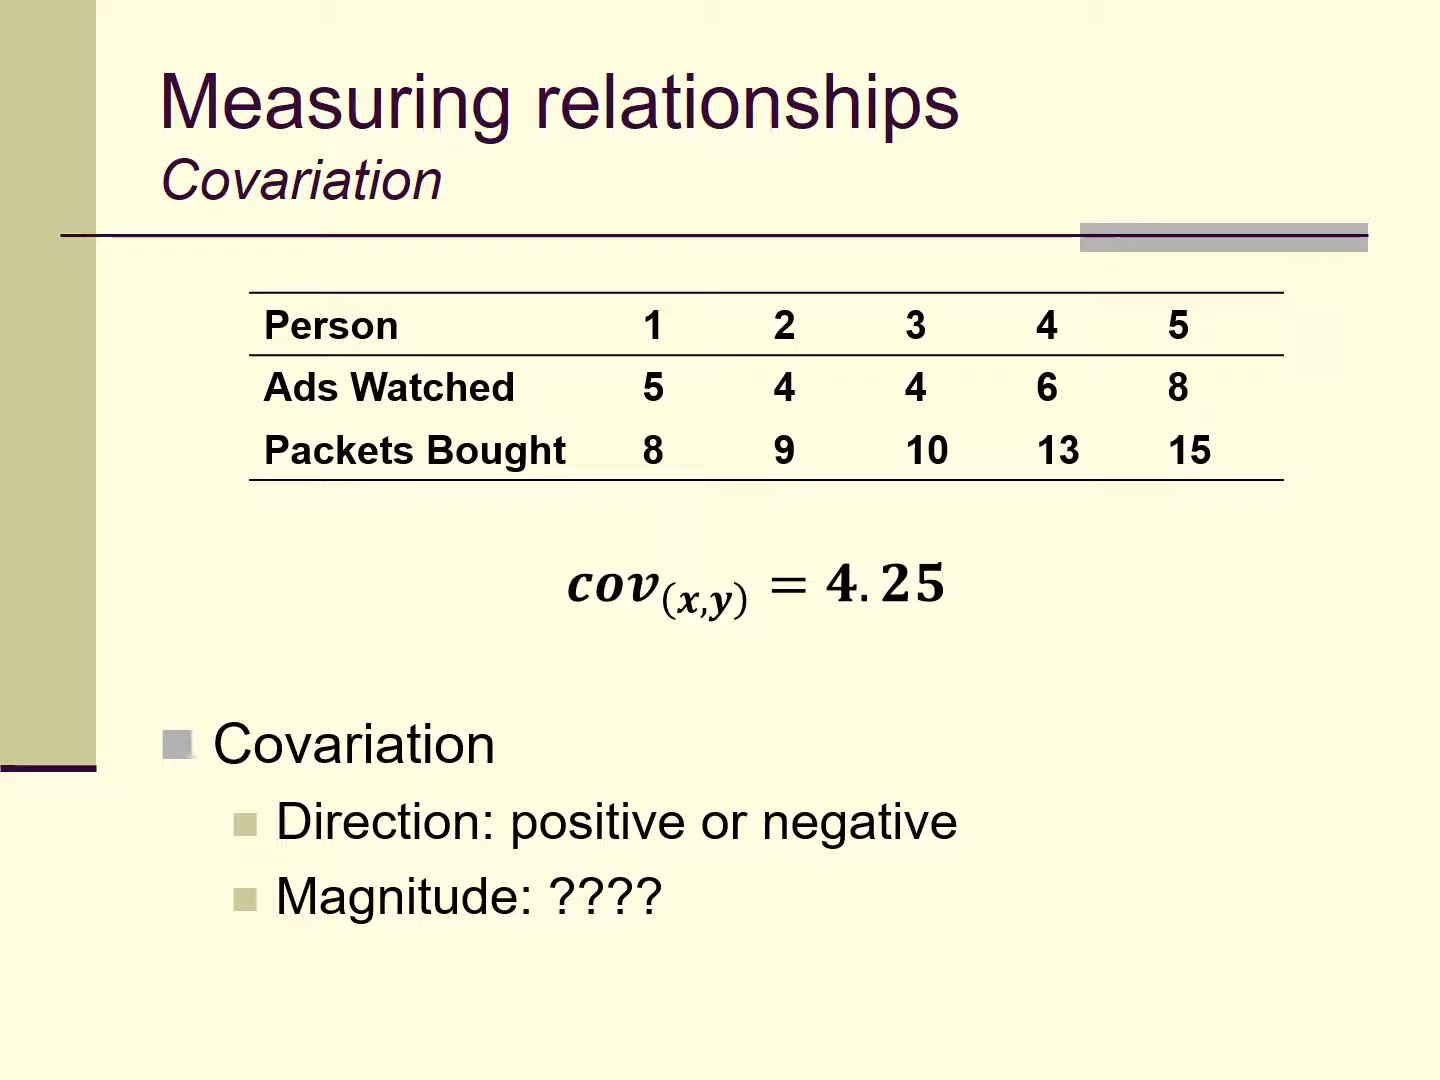 Measuring relationships
Covariation
Person 1 2 3 4 5
Ads Watched 5 4 4 6 8
Packets Bought 8 9 10 13 15
cov(x,y) = 4.25
Covariation
Direction: positive or negative
Magnitude: ????